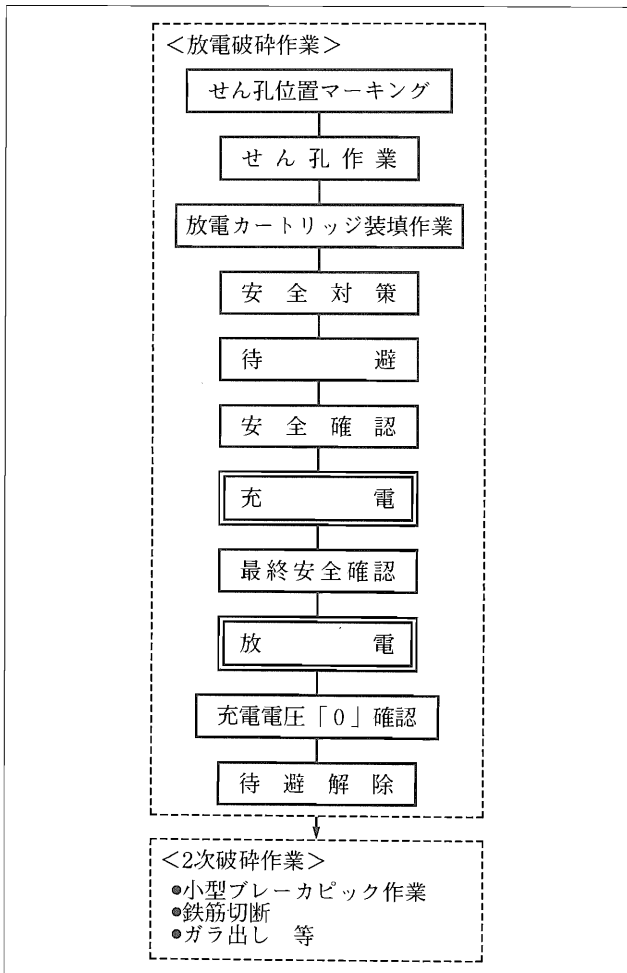 ＜放電破砕作業＞
せん孔位置マーキング
せん孔作業
放電カートリッジ装填作業
安全対策
待避
安全確認
充電
最終安全確認
放電
充電電圧「0」確認
待避解除
＜2次破砕作業＞
●小型ブレーカピック作業
●鉄筋切断
●ガラ出し　等